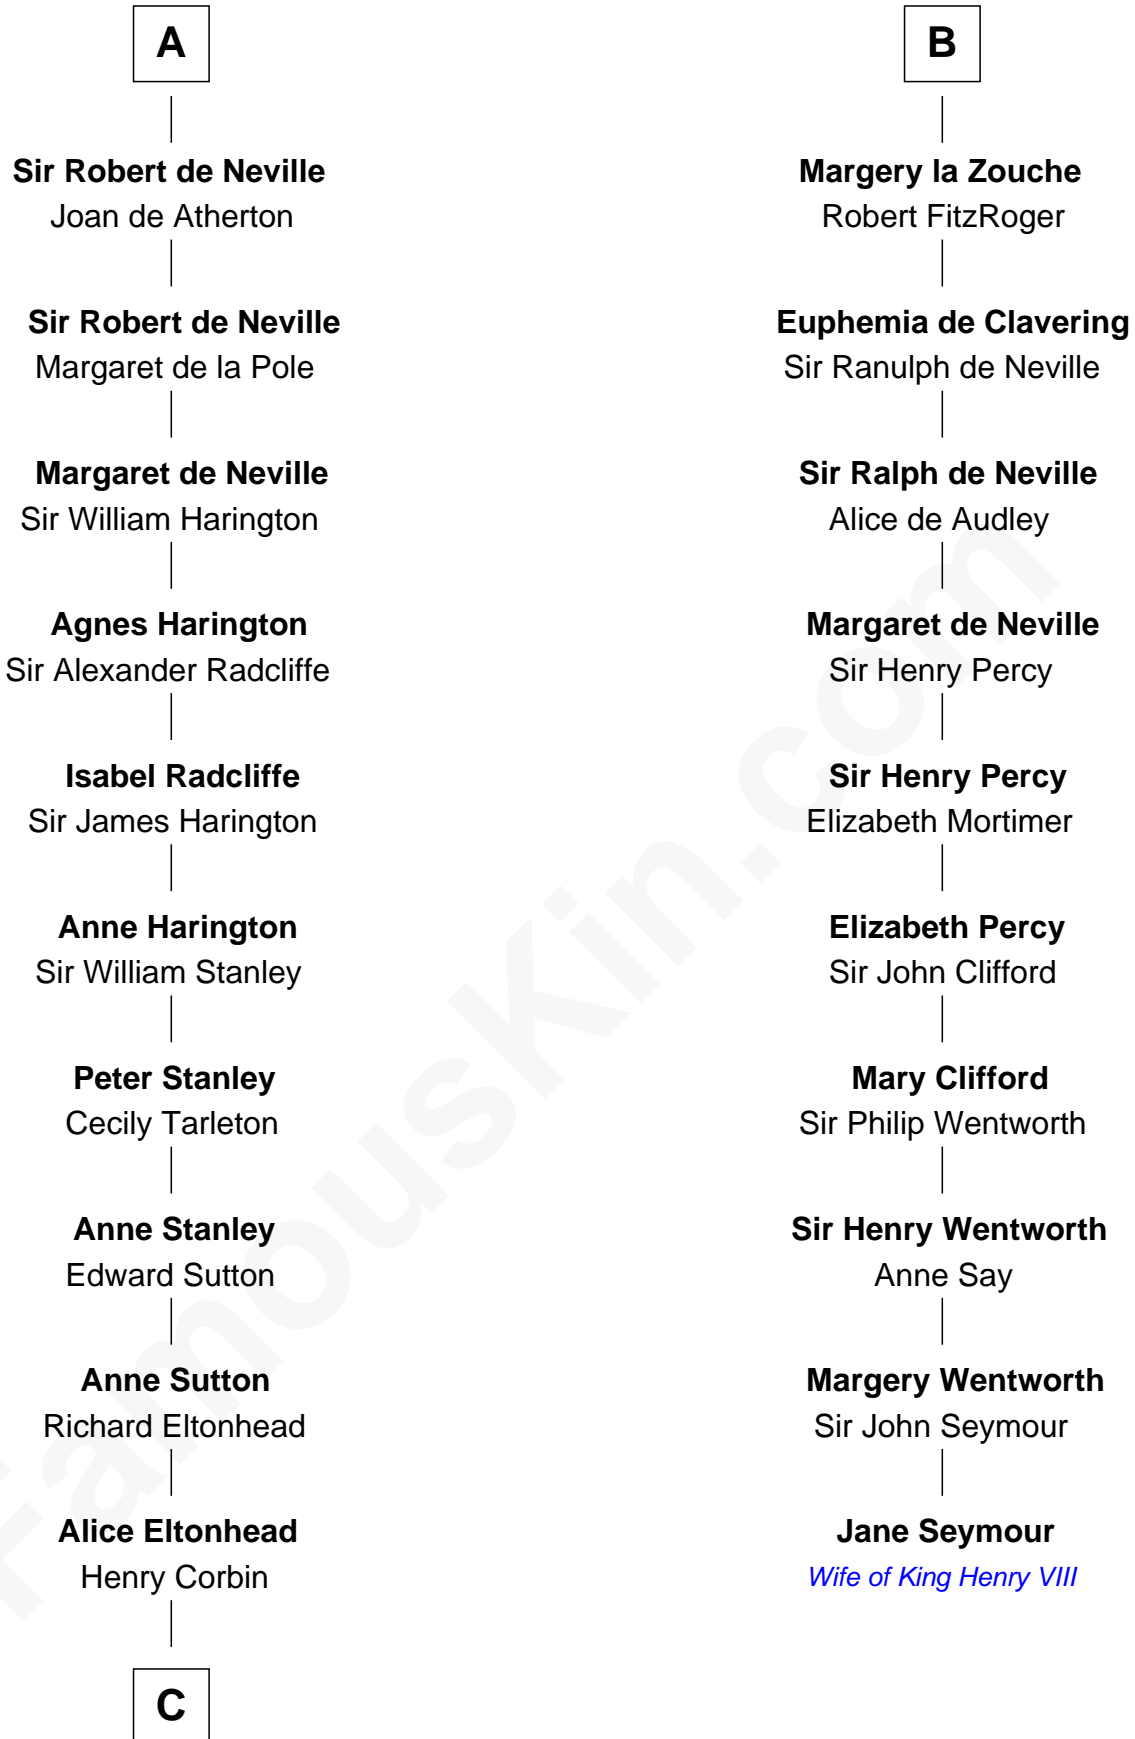 A
Sir Robert de Neville
Joan de Atherton
Sir Robert de Neville
Margaret de la Pole
Margaret de Neville
Sir William Harington
Agnes Harington
Sir Alexander Radcliffe
Isabel Radcliffe
Sir James Harington
Anne Harington
Sir William Stanley
Peter Stanley
Cecily Tarleton
Anne Stanley
Edward Sutton
Anne Sutton
Richard Eltonhead
Alice Eltonhead
Henry Corbin
C
B
Margery la Zouche
Robert FitzRoger
Euphemia de Clavering
Sir Ranulph de Neville
Sir Ralph de Neville
Alice de Audley
Margaret de Neville
Sir Henry Percy
Sir Henry Percy
Elizabeth Mortimer
Elizabeth Percy
Sir John Clifford
Mary Clifford
Sir Philip Wentworth
Sir Henry Wentworth
Anne Say
Margery Wentworth
Sir John Seymour
Jane Seymour
Wife of King Henry VIII
FamousKin.com